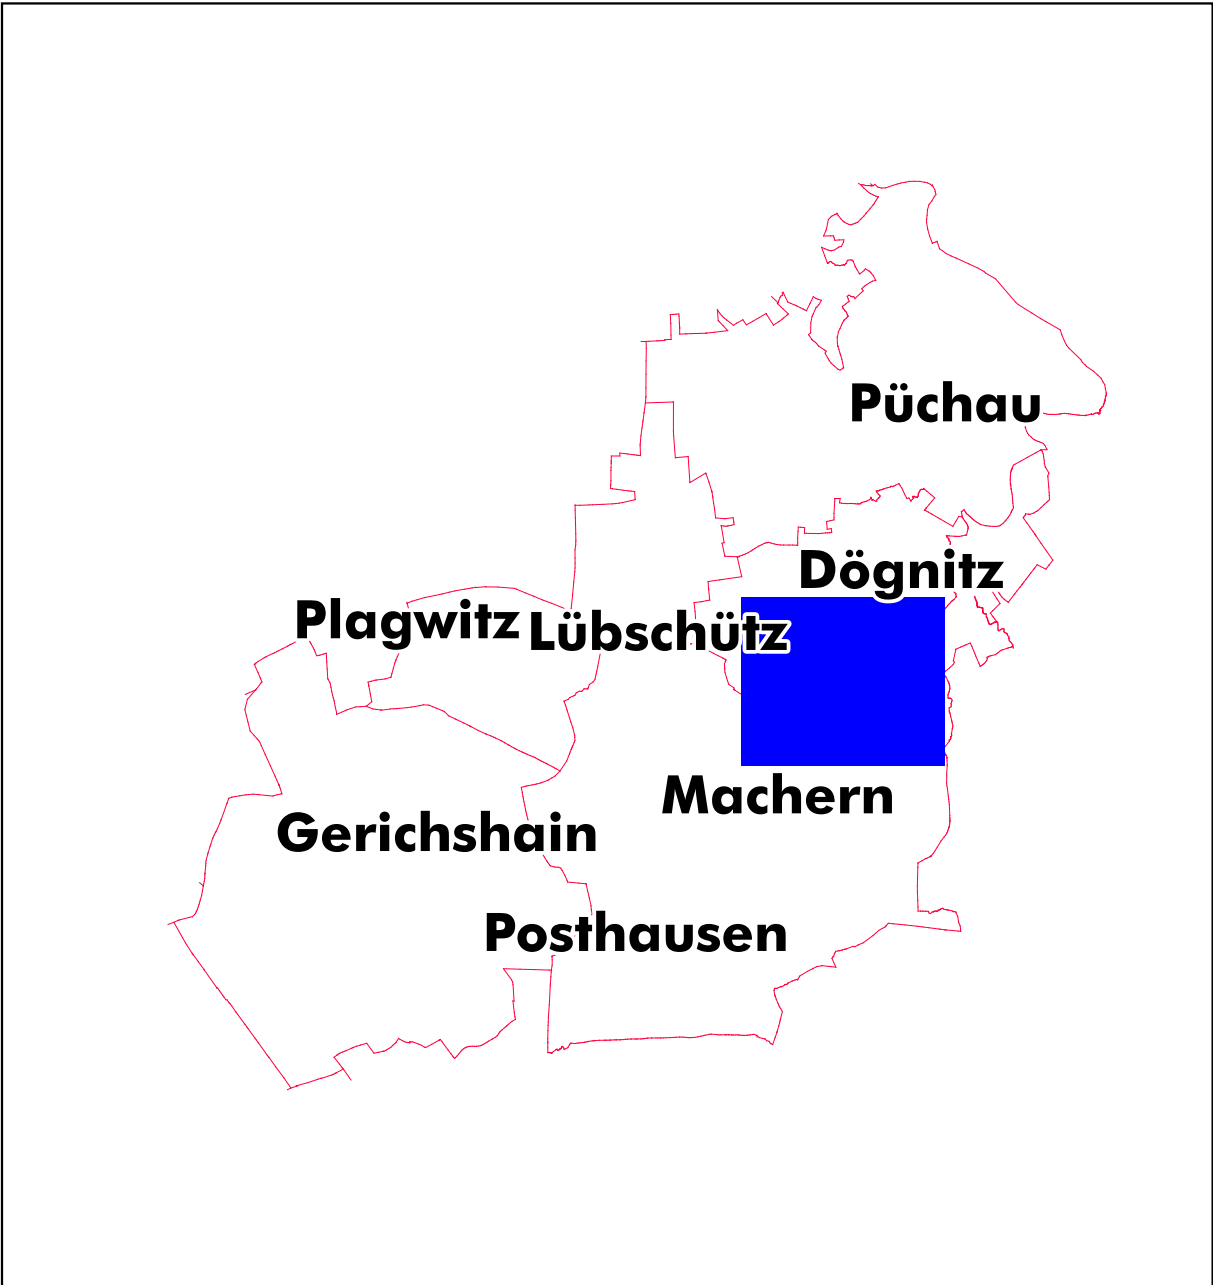 Püchau
Dögnitz
Plagwitz
Lübschütz
Machern
Gerichshain
Posthausen